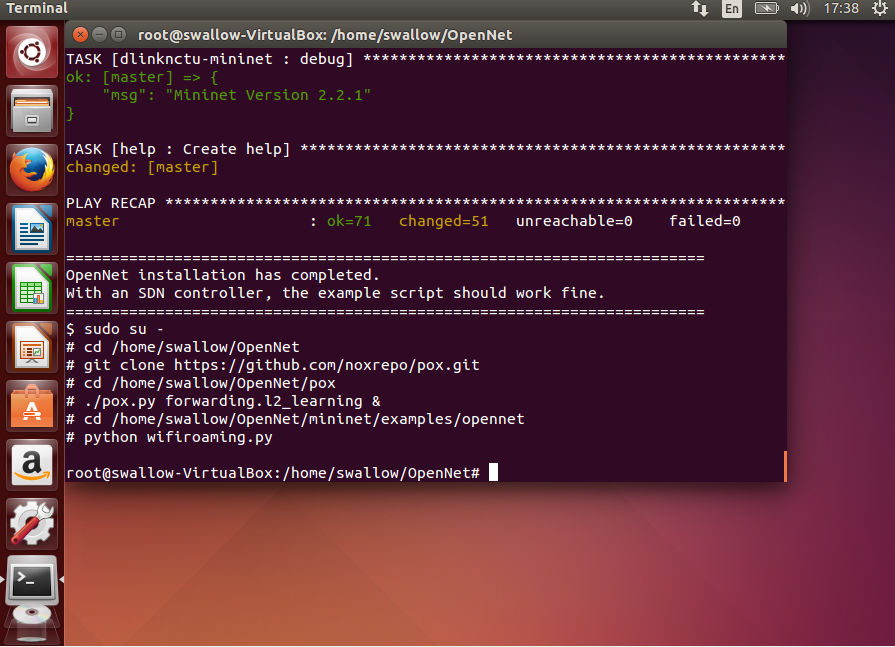 Terminal
En
17:38
root@swallow-VirtualBox: /home/swallow/OpenNet
TASK [dlinknctu-mininet : debug] ***********************************************
ok: [master] => {
    "msg": "Mininet Version 2.2.1"
}
TASK [help : Create help] ******************************************************
changed: [master]
PLAY RECAP *********************************************************************
master                     : ok=71   changed=51   unreachable=0    failed=0
=======================================================================
OpenNet installation has completed.
With an SDN controller, the example script should work fine.
=======================================================================
$ sudo su -
# cd /home/swallow/OpenNet
# git clone https://github.com/noxrepo/pox.git
# cd /home/swallow/OpenNet/pox
# ./pox.py forwarding.l2_learning &
# cd /home/swallow/OpenNet/mininet/examples/opennet
# python wifiroaming.py
root@swallow-VirtualBox:/home/swallow/OpenNet#